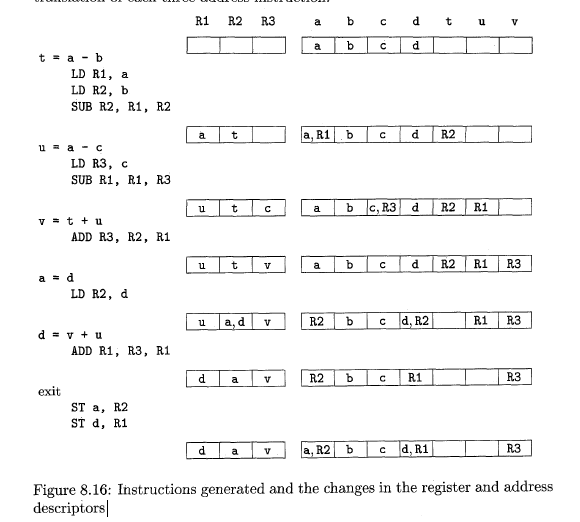 translation of each three-address instruction.
R1 R2 R3 a b c d t u v
a b c d
t = a - b
LD R1, a
LD R2, b
SUB R2, R1, R2
a t a, R1 b c d R2
u = a - c
LD R3, c
SUB R1, R1, R3
u t c a b c, R3 d R2 R1
v = t + u
ADD R3, R2, R1
u t v a b c d R2 R1 R3
a = d
LD R2, d
u a, d v R2 b c d, R2 R1 R3
d = v + u
ADD R1, R3, R1
d a v R2 b c R1 R3
exit
ST a, R2
ST d, R1
d a v a, R2 b c d, R1 R3
Figure 8.16: Instructions generated and the changes in the register and address
descriptors